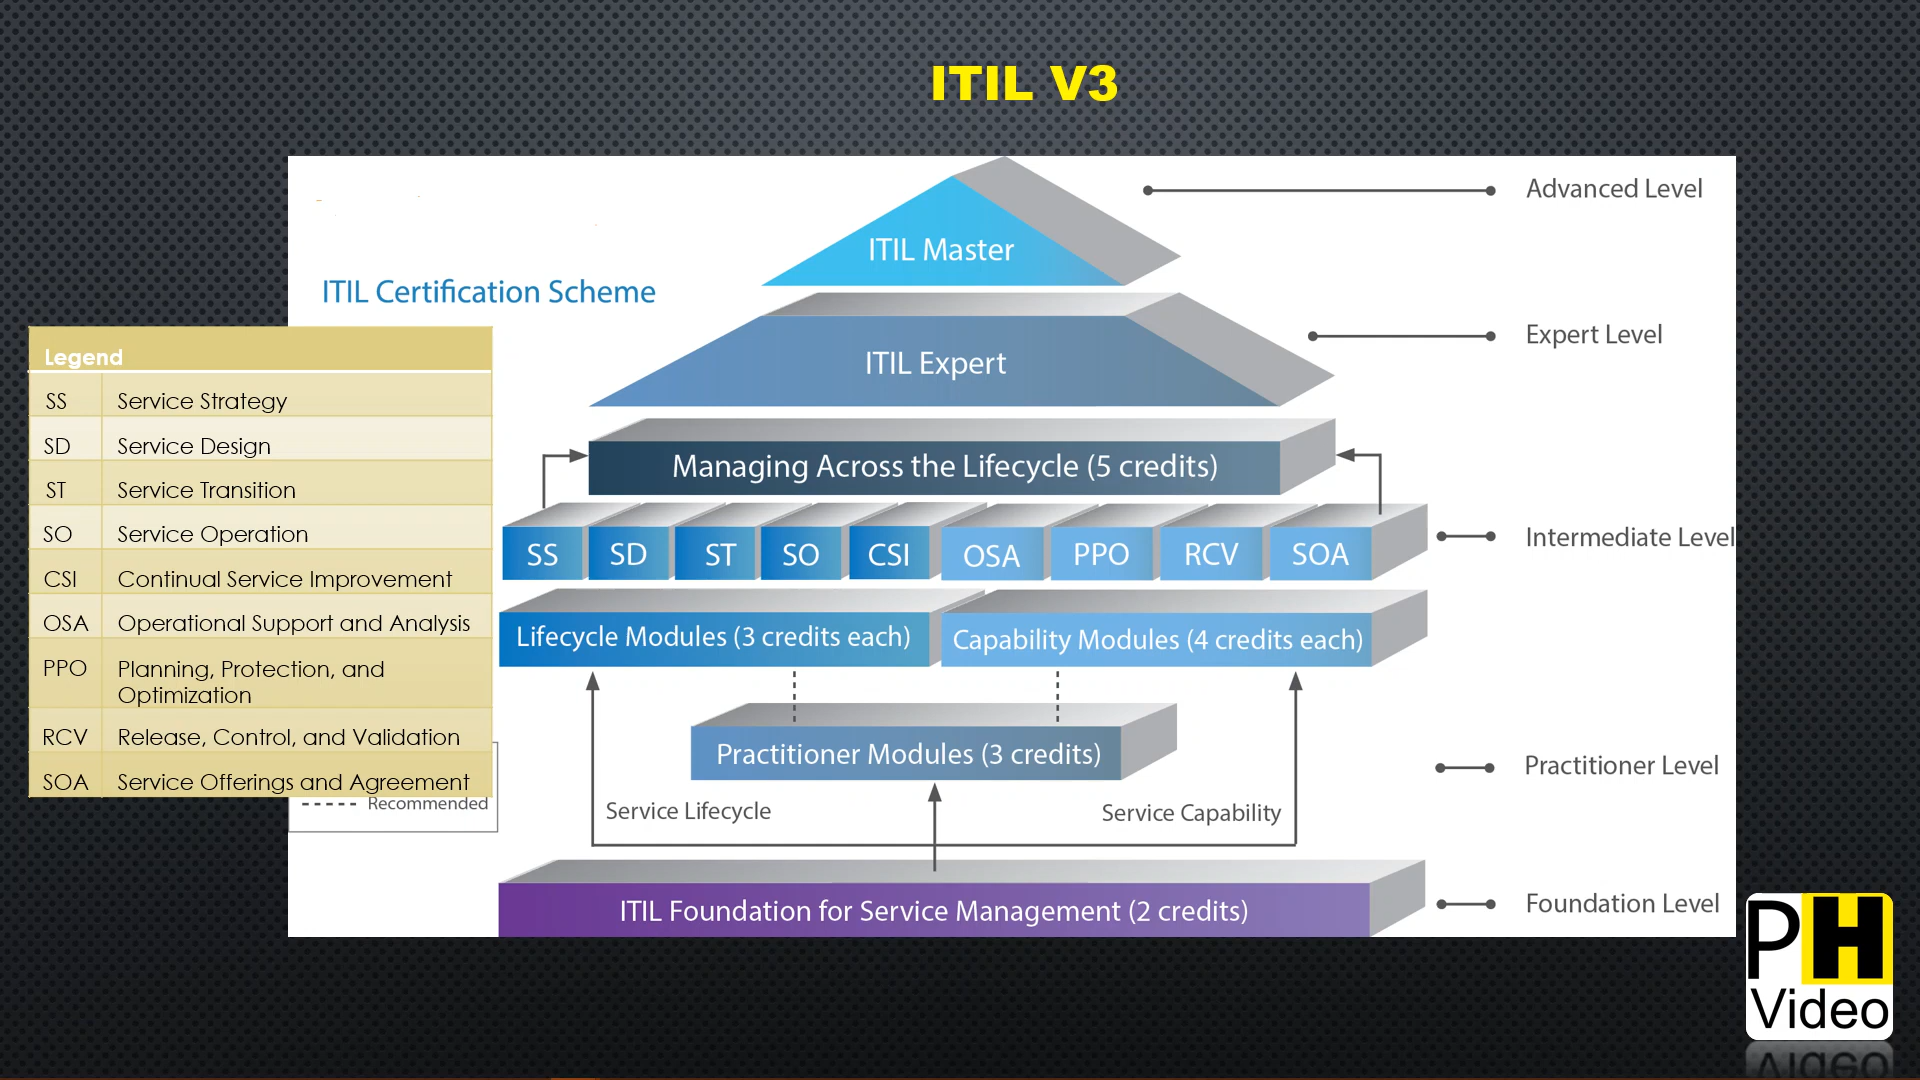 ITIL V3
ITIL Certification Scheme
ITIL Master
Advanced Level
ITIL Expert
Expert Level
Managing Across the Lifecycle (5 credits)
SS
SD
ST
SO
CSI
OSA
PPO
RCV
SOA
Intermediate Level
Lifecycle Modules (3 credits each)
Capability Modules (4 credits each)
Practitioner Modules (3 credits)
Practitioner Level
Service Lifecycle
Service Capability
ITIL Foundation for Service Management (2 credits)
Foundation Level
Legend
SS Service Strategy
SD Service Design
ST Service Transition
SO Service Operation
CSI Continual Service Improvement
OSA Operational Support and Analysis
PPO Planning, Protection, and
Optimization
RCV Release, Control, and Validation
SOA Service Offerings and Agreement
Recommended
PH
Video